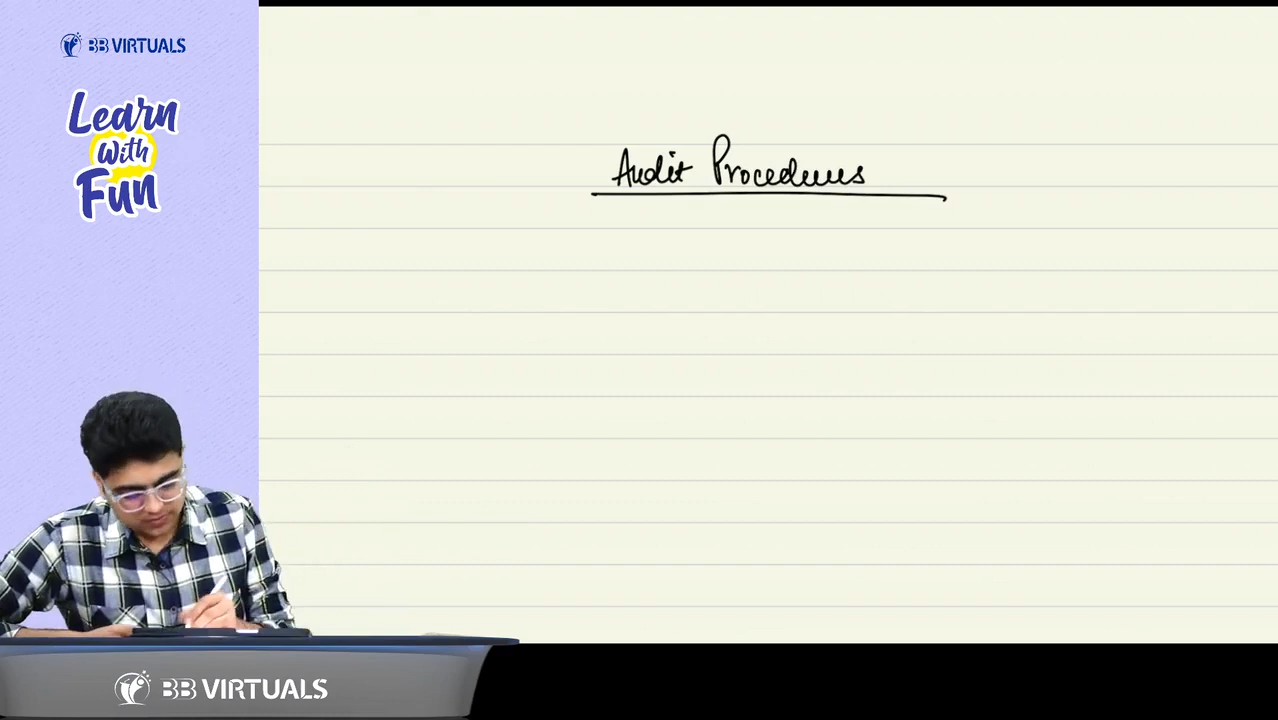 BB VIRTUALS
Learn
With
Fun
Audit Procedures
BB VIRTUALS